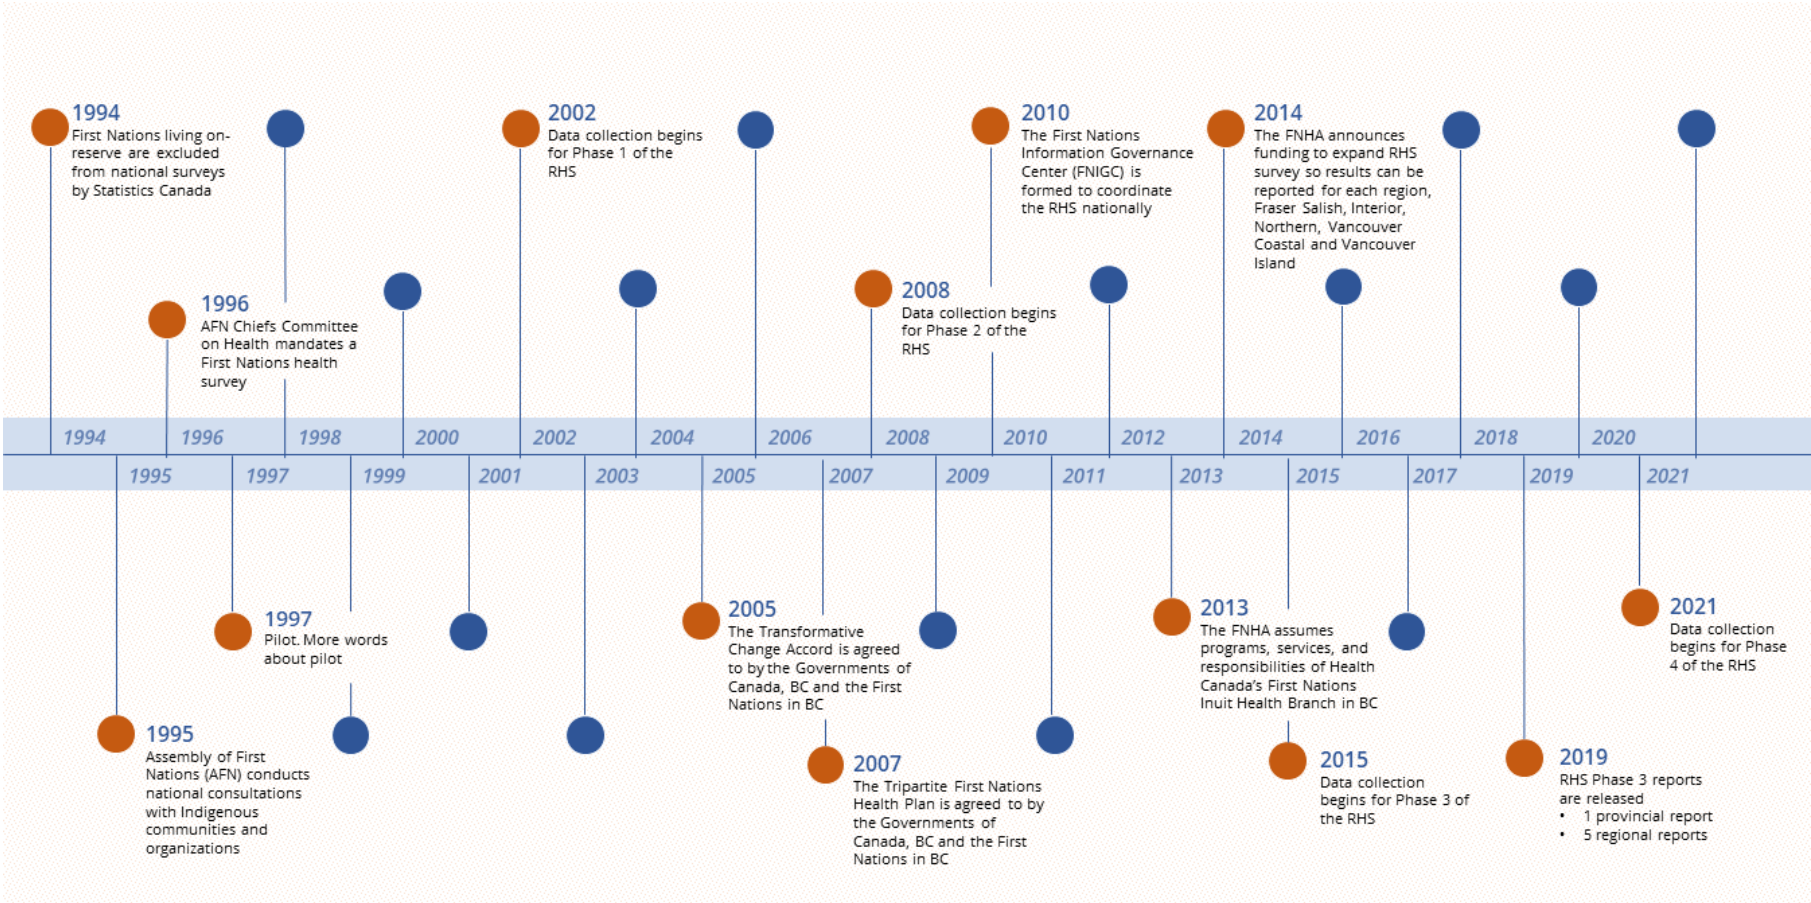 1994
First Nations living on-
reserve are excluded
from national surveys
by Statistics Canada
2002
Data collection begins
for Phase 1 of the
RHS
2010
The First Nations
Information Governance
Center (FNIGC) is
formed to coordinate
the RHS nationally
2014
The FNHA announces
funding to expand RHS
survey so results can be
reported for each region,
Fraser Salish, Interior,
Northern, Vancouver
Coastal and Vancouver
Island
1996
AFN Chiefs Committee
on Health mandates a
First Nations health
survey
2008
Data collection begins
for Phase 2 of the
RHS
1994 1996 1998 2000 2002 2004 2006 2008 2010 2012 2014 2016 2018 2020
1995 1997 1999 2001 2003 2005 2007 2009 2011 2013 2015 2017 2019 2021
1997
Pilot. More words
about pilot
2005
The Transformative
Change Accord is agreed
to by the Governments of
Canada, BC and the First
Nations in BC
2013
The FNHA assumes
programs, services, and
responsibilities of Health
Canada's First Nations
Inuit Health Branch in BC
2021
Data collection
begins for Phase
4 of the RHS
1995
Assembly of First
Nations (AFN) conducts
national consultations
with Indigenous
communities and
organizations
2007
The Tripartite First Nations
Health Plan is agreed to by
the Governments of
Canada, BC and the First
Nations in BC
2015
Data collection
begins for Phase 3 of
the RHS
2019
RHS Phase 3 reports
are released
• 1 provincial report
• 5 regional reports